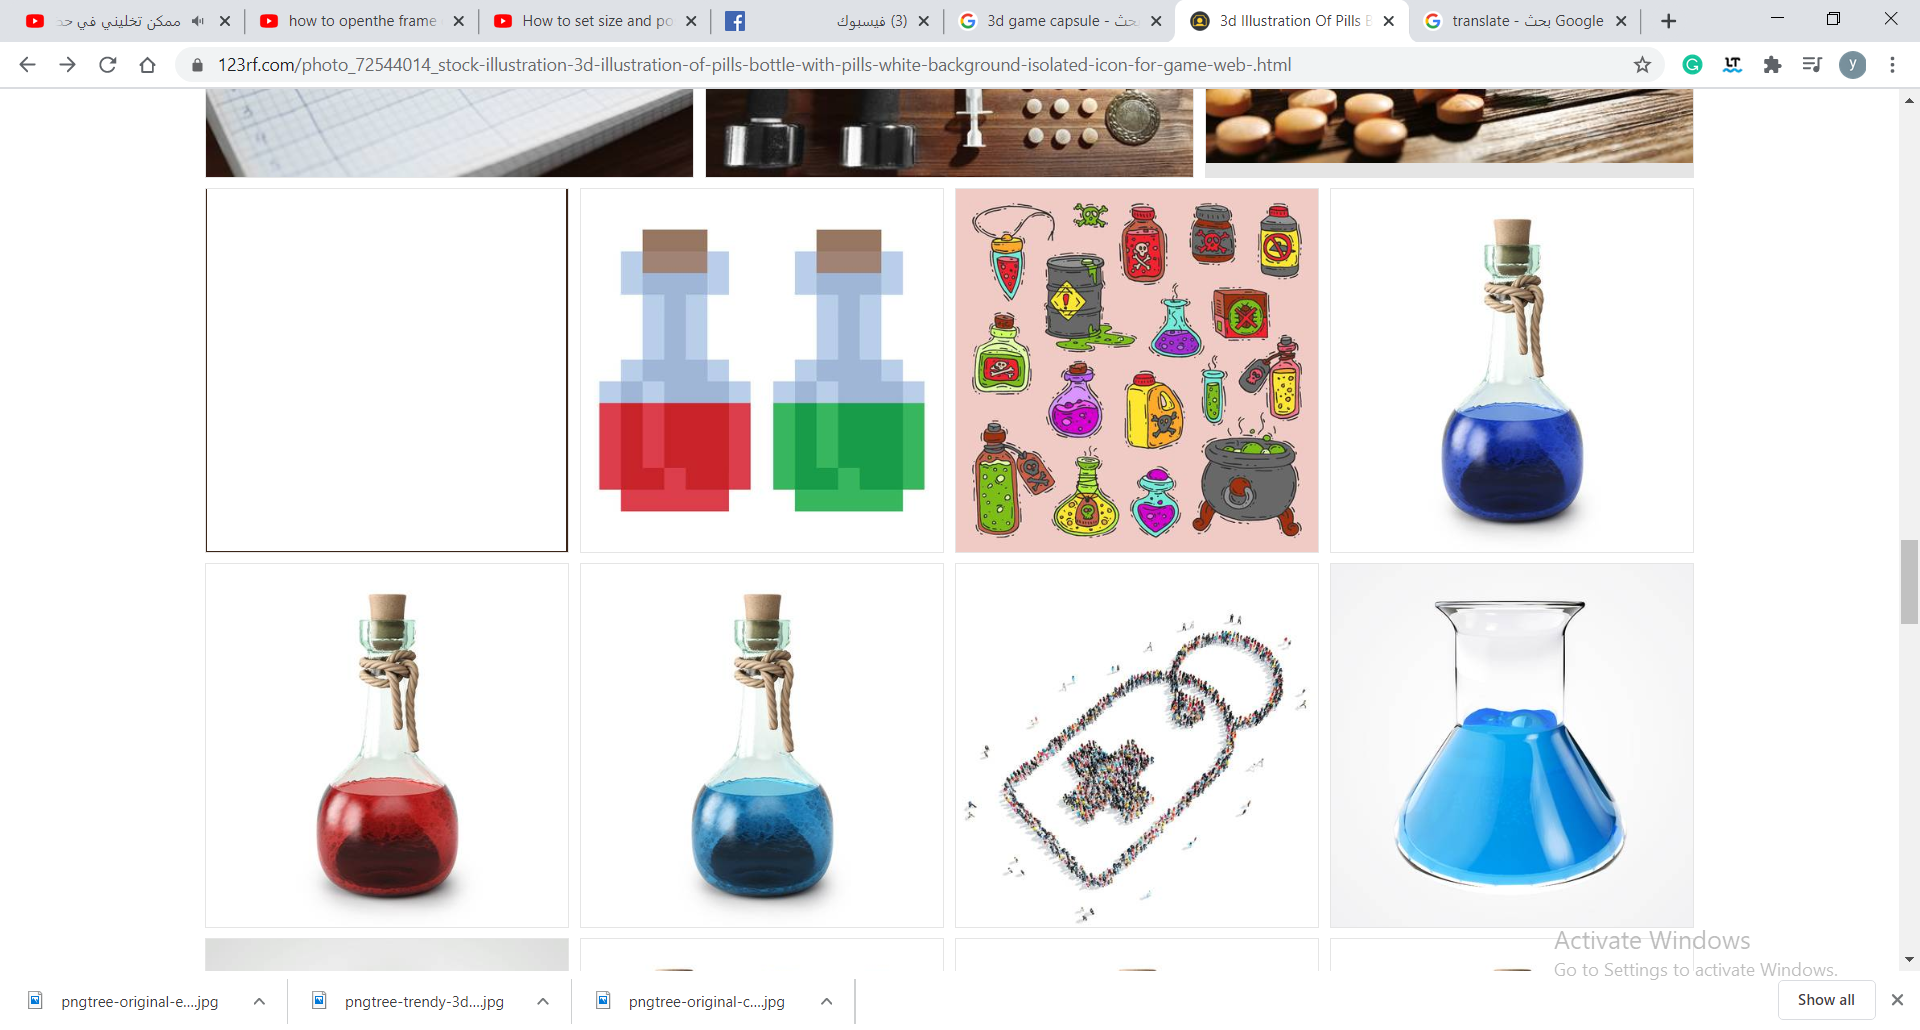 ممكن تخليني في حد
how to openthe frame
How to set size and po
(3) فيسبوك
3d game capsule - بحث
3d Illustration Of Pills B
translate - بحث Google
123rf.com/photo_72544014_stock-illustration-3d-illustration-of-pills-bottle-with-pills-white-background-isolated-icon-for-game-web-.html
LT
y
Activate Windows
Go to Settings to activate Windows.
pngtree-original-e....jpg
pngtree-trendy-3d....jpg
pngtree-original-c....jpg
Show all